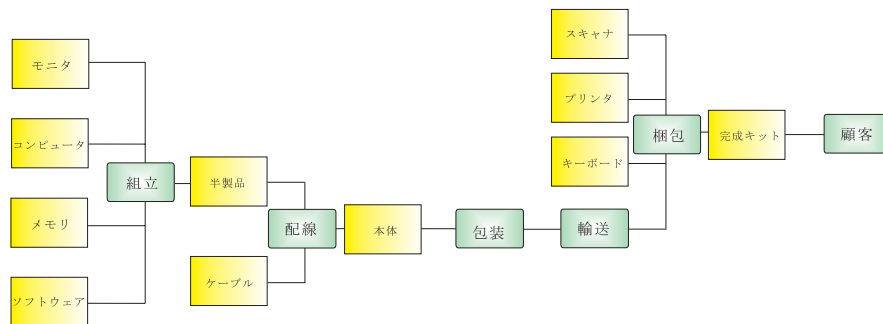 スキャナ
モニタ
プリンタ
コンピュータ
梱包
完成キット
顧客
キーボード
組立
半製品
メモリ
配線
本体
包装
輸送
ケーブル
ソフトウェア